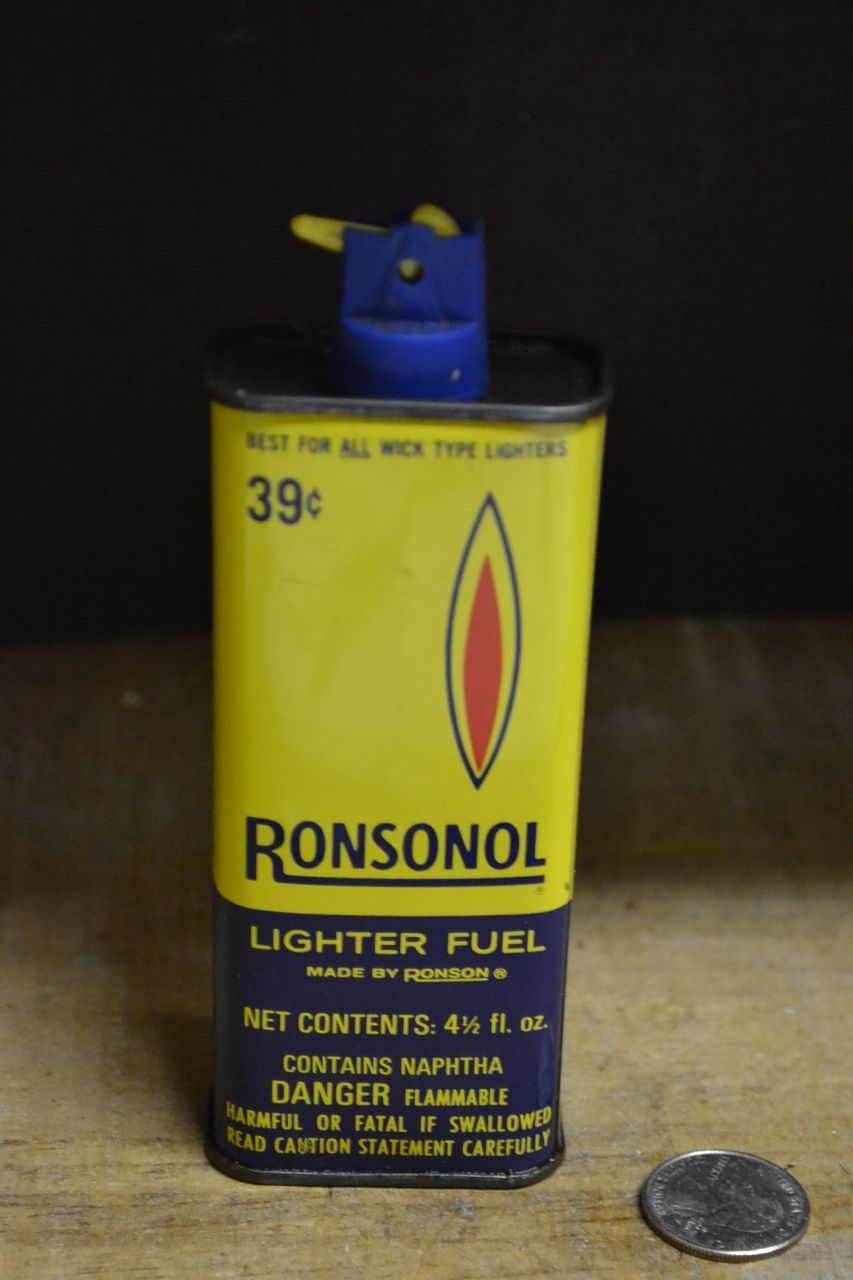 BEST FOR ALL WICK TYPE LIGHTERS
39¢
RONSONOL
®
LIGHTER FUEL
MADE BY RONSON ®
NET CONTENTS: 4½ fl. oz.
CONTAINS NAPHTHA
DANGER FLAMMABLE
HARMFUL OR FATAL IF SWALLOWED
READ CAUTION STATEMENT CAREFULLY